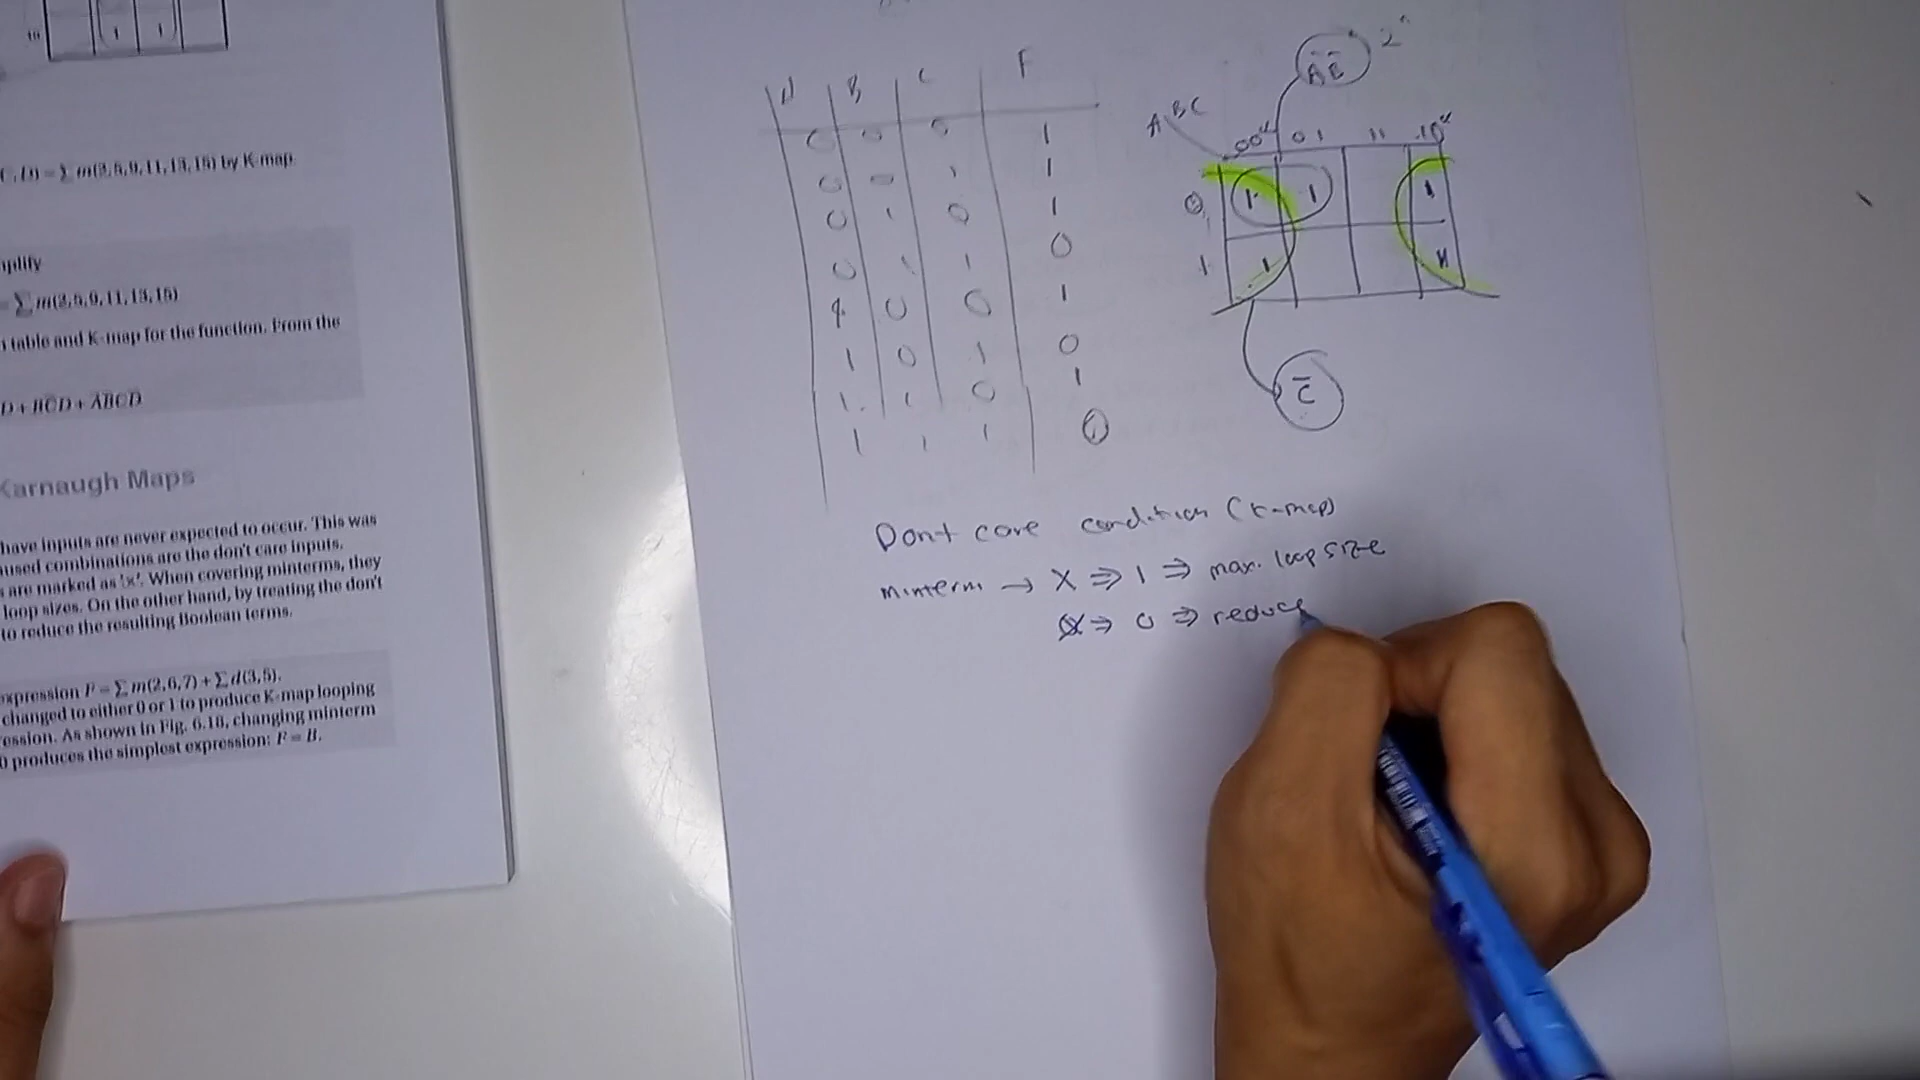 10
1 1
C, D) = ∑ m(3,5,9,11,13,15) by K-map.
mplify
= ∑ m(3,5,9,11,13,15)
table and K-map for the function. From the
Karnaugh Maps
have inputs are never expected to occur. This was
used combinations are the don't care inputs.
are marked as 'x'. When covering minterms, they
loop sizes. On the other hand, by treating the don't
to reduce the resulting Boolean terms.
expression F = ∑ m(2,6,7) + ∑ d(3,5).
changed to either 0 or 1 to produce K-map looping
ession. As shown in Fig. 6.18, changing minterm
0 produces the simplest expression: F = B.
A B C F
0 0 0 1
0 0 1 1
0 1 0 1
0 1 1 0
1 0 0 1
1 0 1 0
1 1 0 1
1 1 1 0
A BC
00 01 11 10
0 1 1 1
1 1 1
C̅
Dont care condition (K-map)
minterm → X ⇒ 1 ⇒ max. loop size
X ⇒ 0 ⇒ reduce